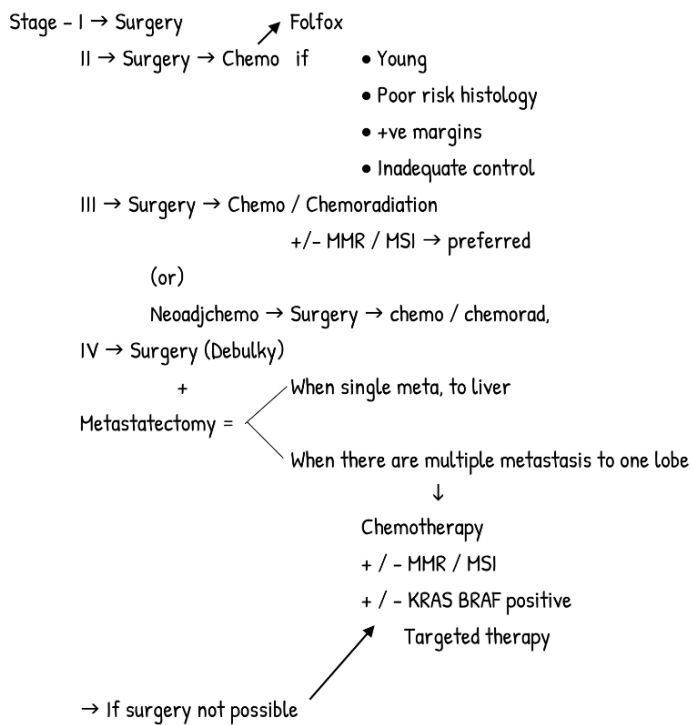 Stage – I → Surgery
Folfox
II → Surgery → Chemo if
• Young
• Poor risk histology
• +ve margins
• Inadequate control
III → Surgery → Chemo / Chemoradiation
+/- MMR / MSI → preferred
(or)
Neoadjchemo → Surgery → chemo / chemorad,
IV → Surgery (Debulky)
+
When single meta, to liver
Metastatectomy =
When there are multiple metastasis to one lobe
↓
Chemotherapy
+ / - MMR / MSI
+ / - KRAS BRAF positive
Targeted therapy
→ If surgery not possible